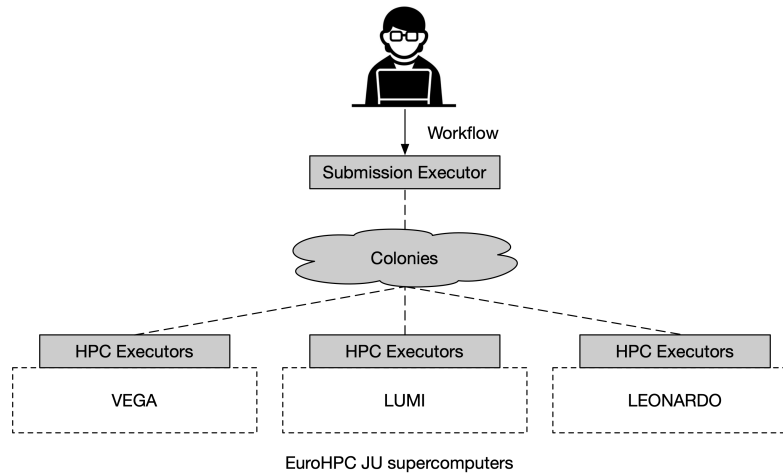 Workflow
Submission Executor
Colonies
HPC Executors
HPC Executors
HPC Executors
VEGA
LUMI
LEONARDO
EuroHPC JU supercomputers